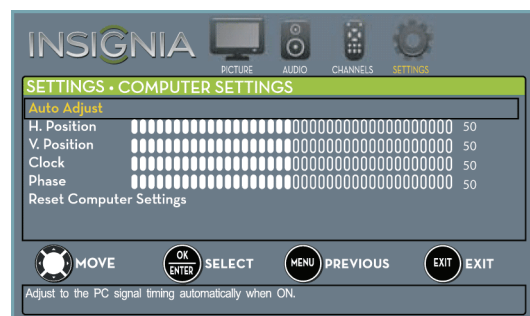 INSIGNIA
PICTURE AUDIO CHANNELS SETTINGS
SETTINGS • COMPUTER SETTINGS
Auto Adjust
H. Position 50
V. Position 50
Clock 50
Phase 50
Reset Computer Settings
MOVE OK ENTER SELECT MENU PREVIOUS EXIT EXIT
Adjust to the PC signal timing automatically when ON.